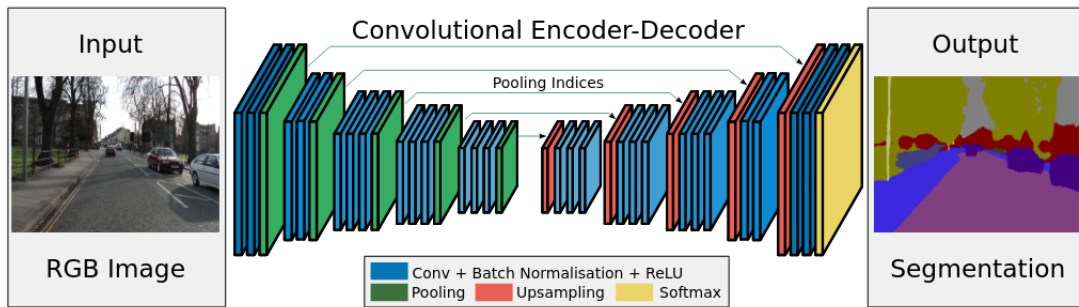 Input
RGB Image
Convolutional Encoder-Decoder
Pooling Indices
Conv + Batch Normalisation + ReLU
Pooling
Upsampling
Softmax
Output
Segmentation